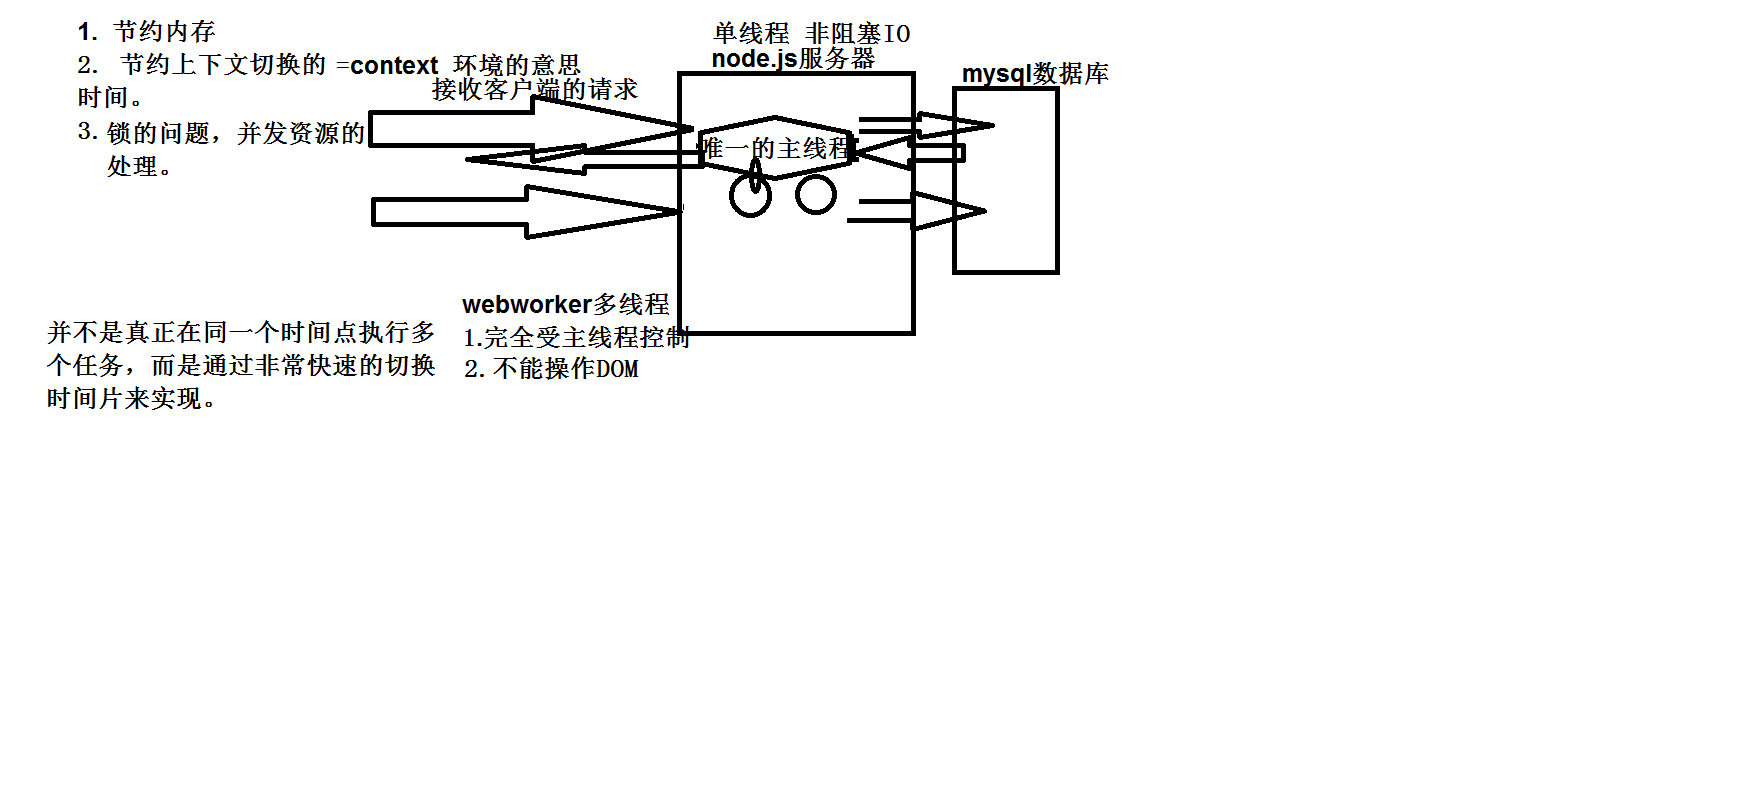 1. 节约内存
2. 节约上下文切换的 =context 环境的意思
时间。
3. 锁的问题，并发资源的
处理。
接收客户端的请求
单线程 非阻塞IO
node.js服务器
唯一的主线程
mysql数据库
webworker多线程
1.完全受主线程控制
2. 不能操作DOM
并不是真正在同一个时间点执行多
个任务，而是通过非常快速的切换
时间片来实现。